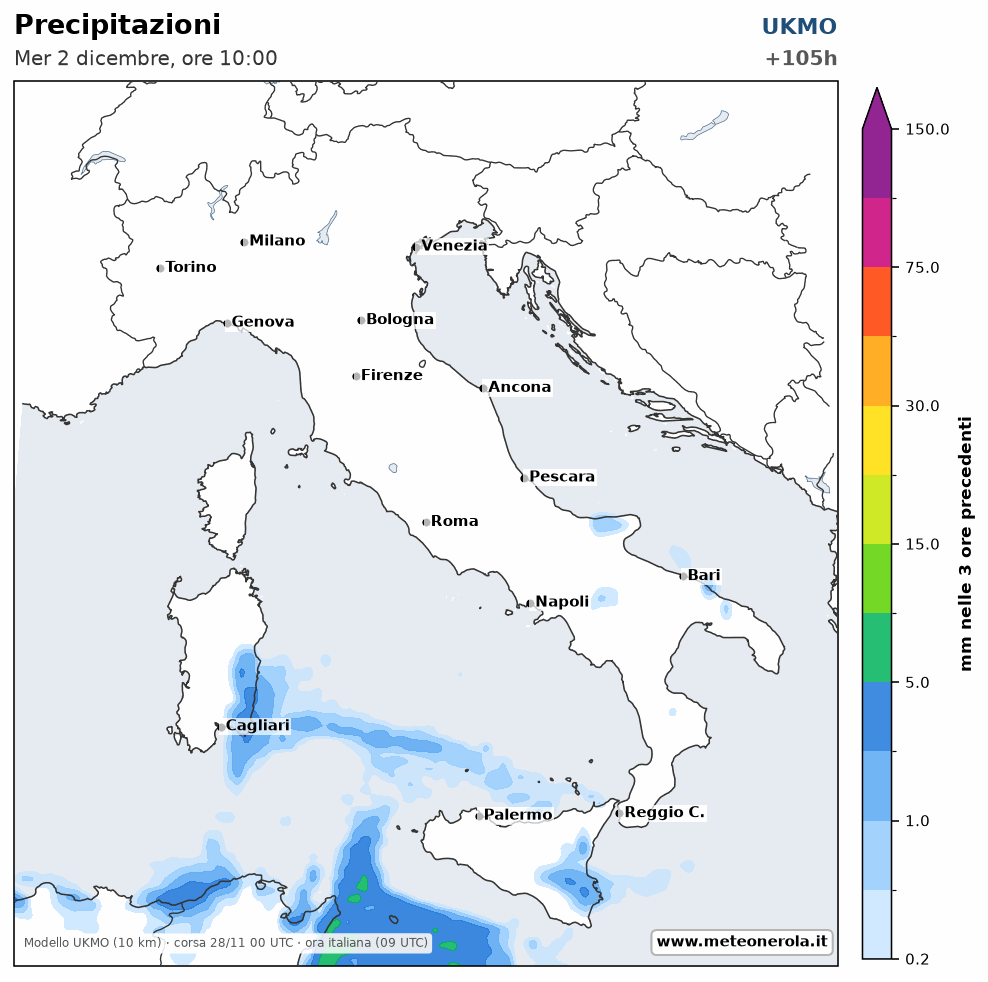 Precipitazioni
UKMO
Mer 2 dicembre, ore 10:00
+105h
150.0
75.0
30.0
15.0
5.0
1.0
0.2
mm nelle 3 ore precedenti
Milano
Venezia
Torino
Genova
Bologna
Firenze
Ancona
Pescara
Roma
Bari
Napoli
Cagliari
Palermo
Reggio C.
Modello UKMO (10 km) · corsa 28/11 00 UTC · ora italiana (09 UTC)
www.meteonerola.it